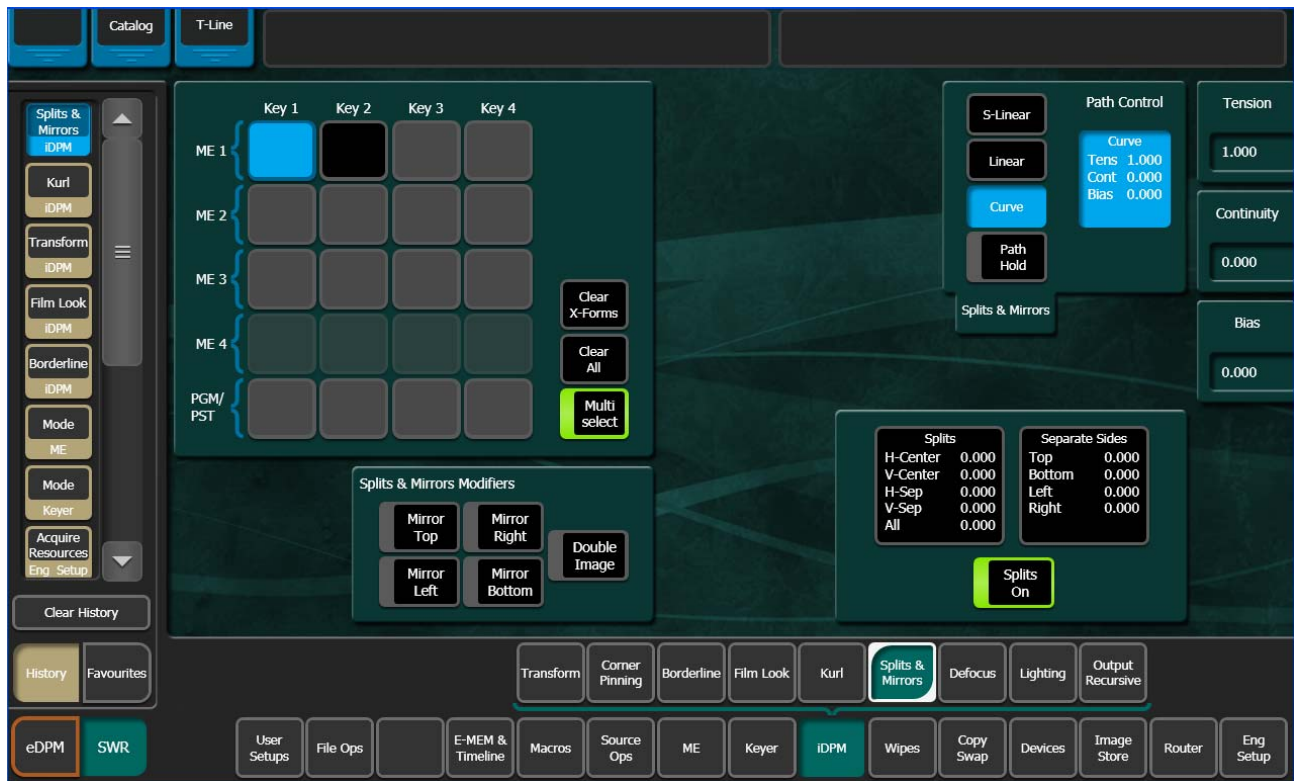 Catalog
T-Line
Splits &
Mirrors
iDPM
Kurl
iDPM
Transform
iDPM
Film Look
iDPM
Borderline
iDPM
Mode
ME
Mode
Keyer
Acquire
Resources
Eng Setup
Clear History
History
Favourites
eDPM
SWR
Key 1
Key 2
Key 3
Key 4
ME 1
ME 2
ME 3
ME 4
PGM/
PST
Clear
X-Forms
Clear
All
Multi
select
Splits & Mirrors Modifiers
Mirror
Top
Mirror
Right
Mirror
Left
Mirror
Bottom
Double
Image
S-Linear
Linear
Curve
Path
Hold
Splits & Mirrors
Path Control
Curve
Tens 1.000
Cont 0.000
Bias 0.000
Tension
1.000
Continuity
0.000
Bias
0.000
Splits
H-Center 0.000
V-Center 0.000
H-Sep 0.000
V-Sep 0.000
All 0.000
Separate Sides
Top 0.000
Bottom 0.000
Left 0.000
Right 0.000
Splits
On
Transform
Corner
Pinning
Borderline
Film Look
Kurl
Splits &
Mirrors
Defocus
Lighting
Output
Recursive
User
Setups
File Ops
E-MEM &
Timeline
Macros
Source
Ops
ME
Keyer
iDPM
Wipes
Copy
Swap
Devices
Image
Store
Router
Eng
Setup